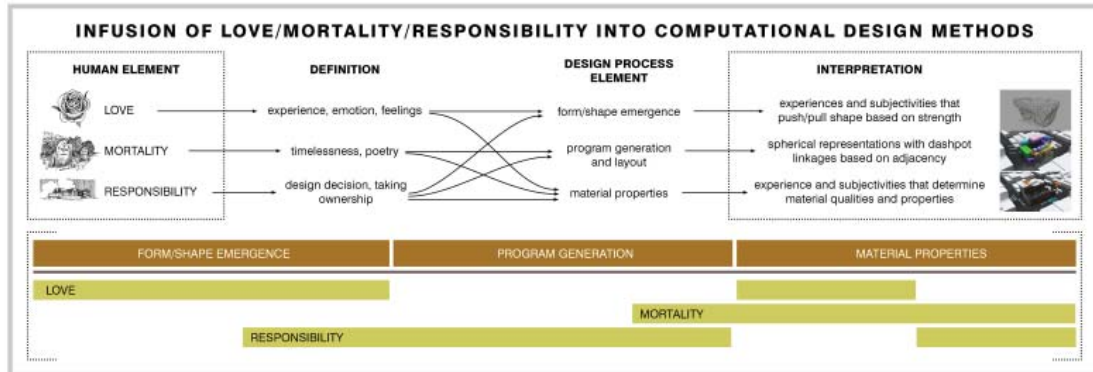 INFUSION OF LOVE/MORTALITY/RESPONSIBILITY INTO COMPUTATIONAL DESIGN METHODS
HUMAN ELEMENT
DEFINITION
DESIGN PROCESS
ELEMENT
INTERPRETATION
LOVE
experience, emotion, feelings
form/shape emergence
experiences and subjectivities that
push/pull shape based on strength
MORTALITY
timelessness, poetry
program generation
and layout
spherical representations with dashpot
linkages based on adjacency
RESPONSIBILITY
design decision, taking
ownership
material properties
experience and subjectivities that determine
material qualities and properties
FORM/SHAPE EMERGENCE
PROGRAM GENERATION
MATERIAL PROPERTIES
LOVE
MORTALITY
RESPONSIBILITY